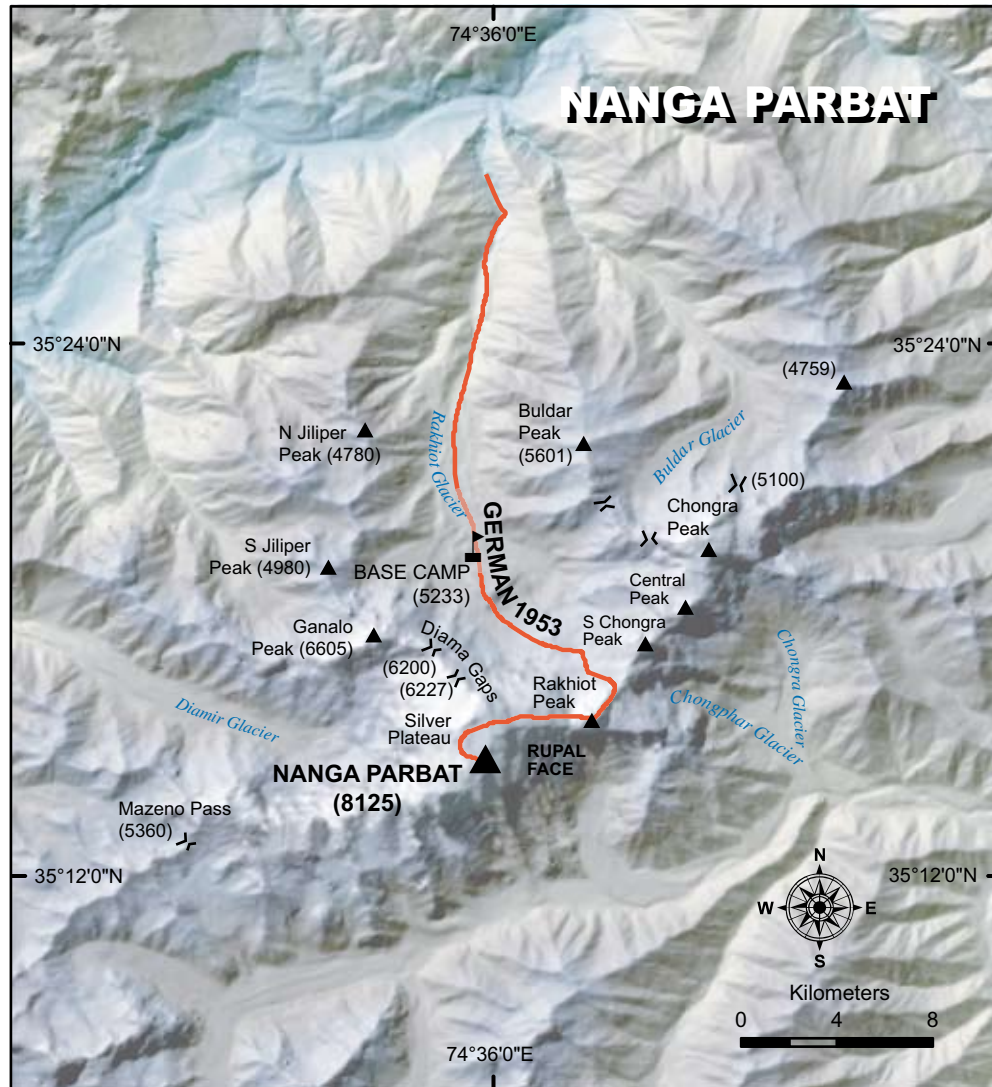 74°36'0"E
NANGA PARBAT
35°24'0"N
35°24'0"N
(4759)
Buldar
Peak
(5601)
N Jiliper
Peak (4780)
Rakhiot Glacier
Buldar Glacier
(5100)
Chongra
Peak
GERMAN 1953
S Jiliper
Peak (4980)
BASE CAMP
(5233)
Central
Peak
S Chongra
Peak
Ganalo
Peak (6605)
Diama Gaps
(6200)
(6227)
Rakhiot
Peak
Chongra Glacier
Chongphar Glacier
Diamir Glacier
Silver
Plateau
RUPAL
FACE
NANGA PARBAT
(8125)
Mazeno Pass
(5360)
35°12'0"N
35°12'0"N
N
W
E
S
Kilometers
0 4 8
74°36'0"E